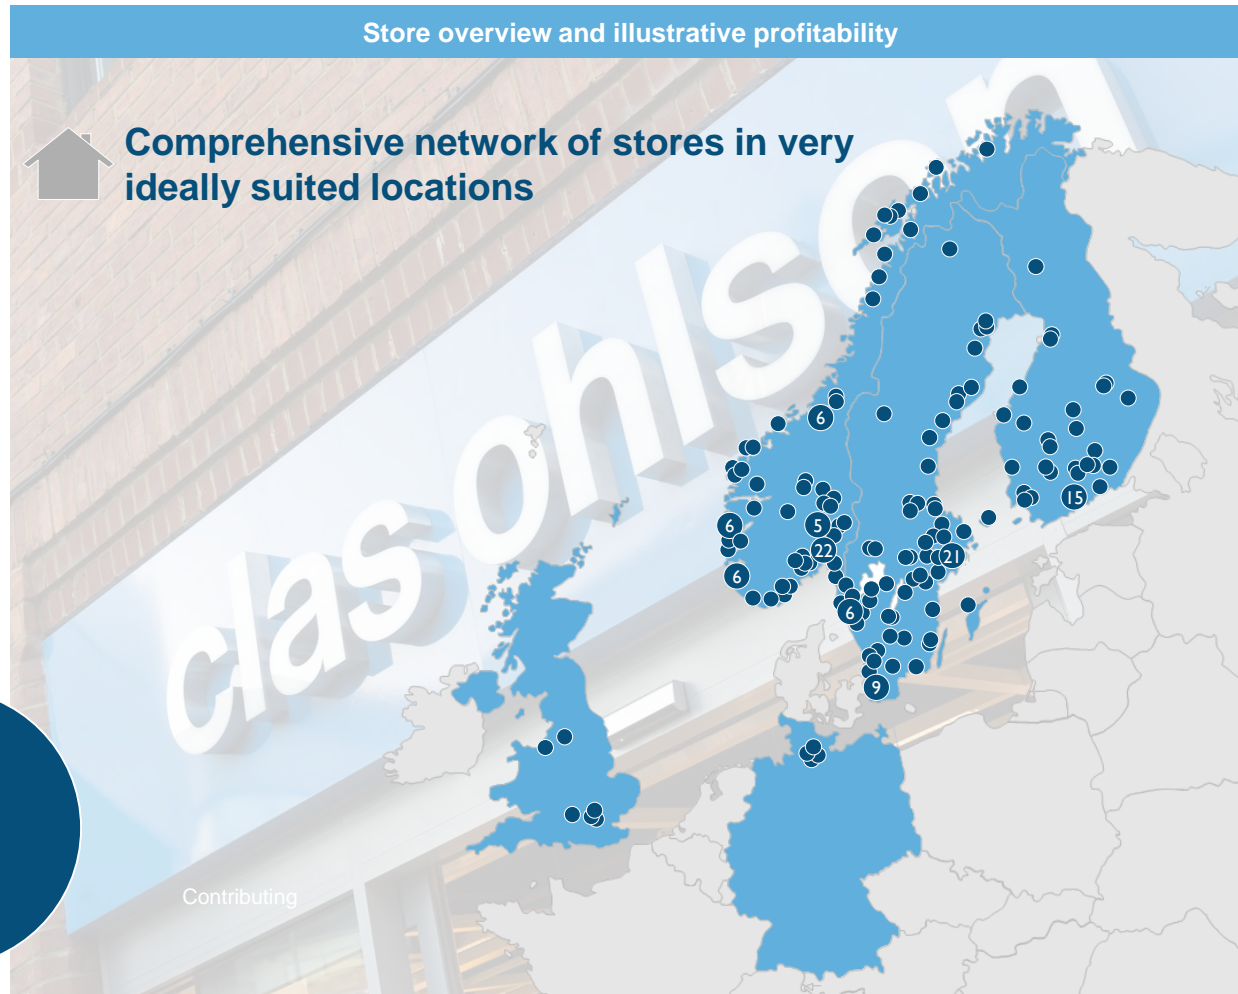 Store overview and illustrative profitability
Comprehensive network of stores in very
ideally suited locations
clas ohlson
6
15
6
5
22
21
6
6
9
Contributing